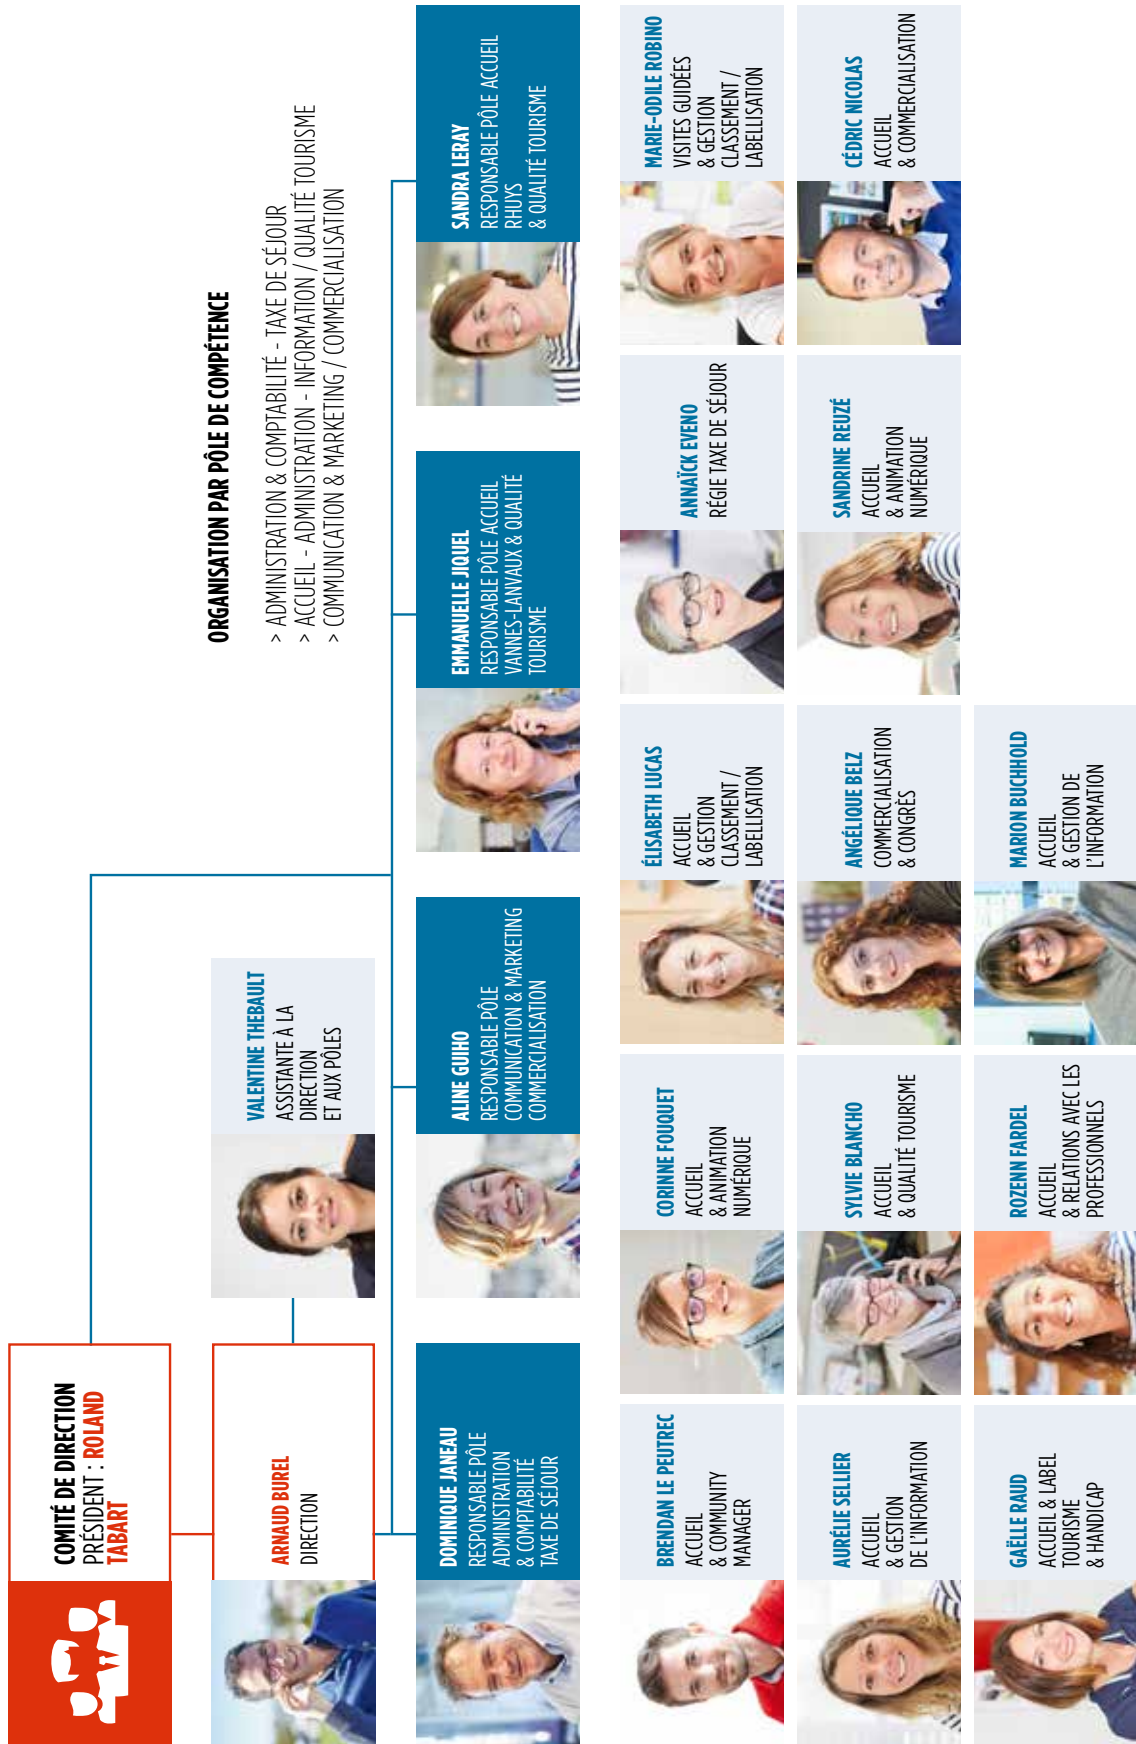 COMITÉ DE DIRECTION
PRÉSIDENT : ROLAND
TABART
ARNAUD BUREL
DIRECTION
VALENTINE THEBAULT
ASSISTANTE À LA
DIRECTION
ET AUX PÔLES
ORGANISATION PAR PÔLE DE COMPÉTENCE
> ADMINISTRATION & COMPTABILITÉ - TAXE DE SÉJOUR
> ACCUEIL - ADMINISTRATION - INFORMATION / QUALITÉ TOURISME
> COMMUNICATION & MARKETING / COMMERCIALISATION
DOMINIQUE JANEAU
RESPONSABLE PÔLE
ADMINISTRATION
& COMPTABILITÉ
TAXE DE SÉJOUR
ALINE GUIHO
RESPONSABLE PÔLE
COMMUNICATION & MARKETING
COMMERCIALISATION
EMMANUELLE JIQUEL
RESPONSABLE PÔLE ACCUEIL
VANNES-LANVAUX & QUALITÉ
TOURISME
SANDRA LERAY
RESPONSABLE PÔLE ACCUEIL
RHUYS
& QUALITÉ TOURISME
BRENDAN LE PEUTREC
ACCUEIL
& COMMUNITY
MANAGER
CORINNE FOUQUET
ACCUEIL
& ANIMATION
NUMÉRIQUE
ÉLISABETH LUCAS
ACCUEIL
& GESTION
CLASSEMENT /
LABELLISATION
ANNAÏCK EVENO
RÉGIE TAXE DE SÉJOUR
MARIE-ODILE ROBINO
VISITES GUIDÉES
& GESTION
CLASSEMENT /
LABELLISATION
AURÉLIE SELLIER
ACCUEIL
& GESTION
DE L'INFORMATION
SYLVIE BLANCHO
ACCUEIL
& QUALITÉ TOURISME
ANGÉLIQUE BELZ
COMMERCIALISATION
& CONGRÈS
SANDRINE REUZÉ
ACCUEIL
& ANIMATION
NUMÉRIQUE
CÉDRIC NICOLAS
ACCUEIL
& COMMERCIALISATION
GAËLLE RAUD
ACCUEIL & LABEL
TOURISME
& HANDICAP
ROZENN FARDEL
ACCUEIL
& RELATIONS AVEC LES
PROFESSIONNELS
MARION BUCHHOLD
ACCUEIL
& GESTION DE
L'INFORMATION